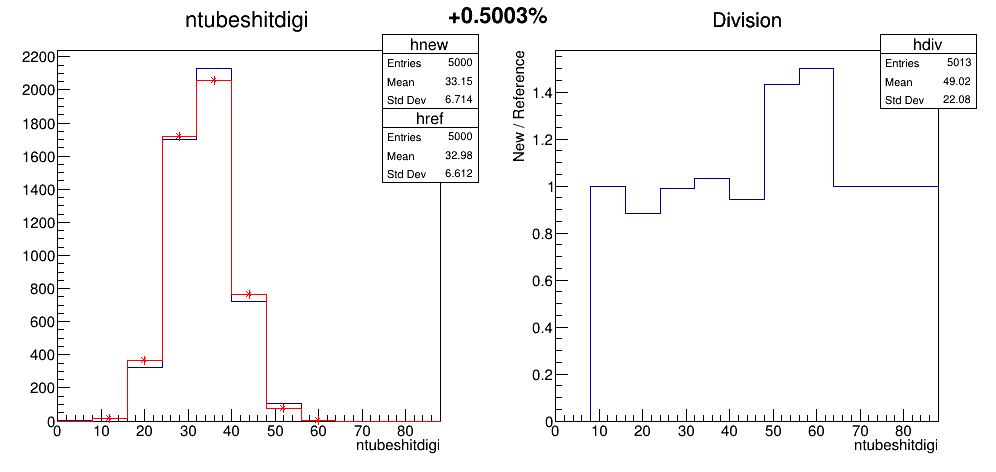 +0.5003%
ntubeshitdigi
hnew
Entries 5000
Mean 33.15
Std Dev 6.714
href
Entries 5000
Mean 32.98
Std Dev 6.612
2200
2000
1800
1600
1400
1200
1000
800
600
400
200
0
0 10 20 30 40 50 60 70 80
ntubeshitdigi
Division
hdiv
Entries 5013
Mean 49.02
Std Dev 22.08
New / Reference
1.4
1.2
1
0.8
0.6
0.4
0.2
0
0 10 20 30 40 50 60 70 80
ntubeshitdigi